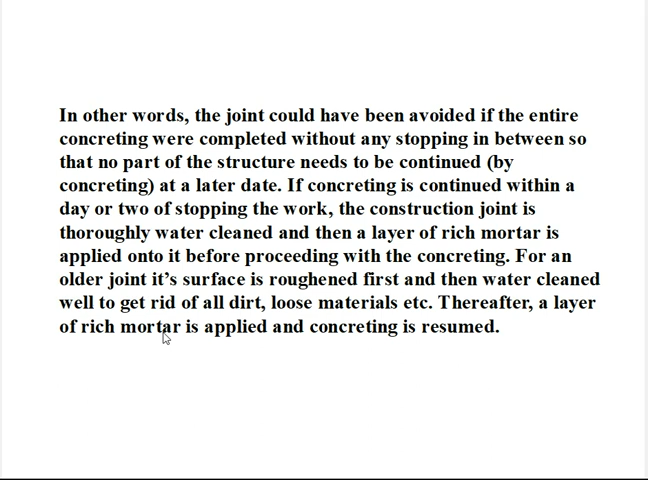 In other words, the joint could have been avoided if the entire
concreting were completed without any stopping in between so
that no part of the structure needs to be continued (by
concreting) at a later date. If concreting is continued within a
day or two of stopping the work, the construction joint is
thoroughly water cleaned and then a layer of rich mortar is
applied onto it before proceeding with the concreting. For an
older joint it’s surface is roughened first and then water cleaned
well to get rid of all dirt, loose materials etc. Thereafter, a layer
of rich mortar is applied and concreting is resumed.